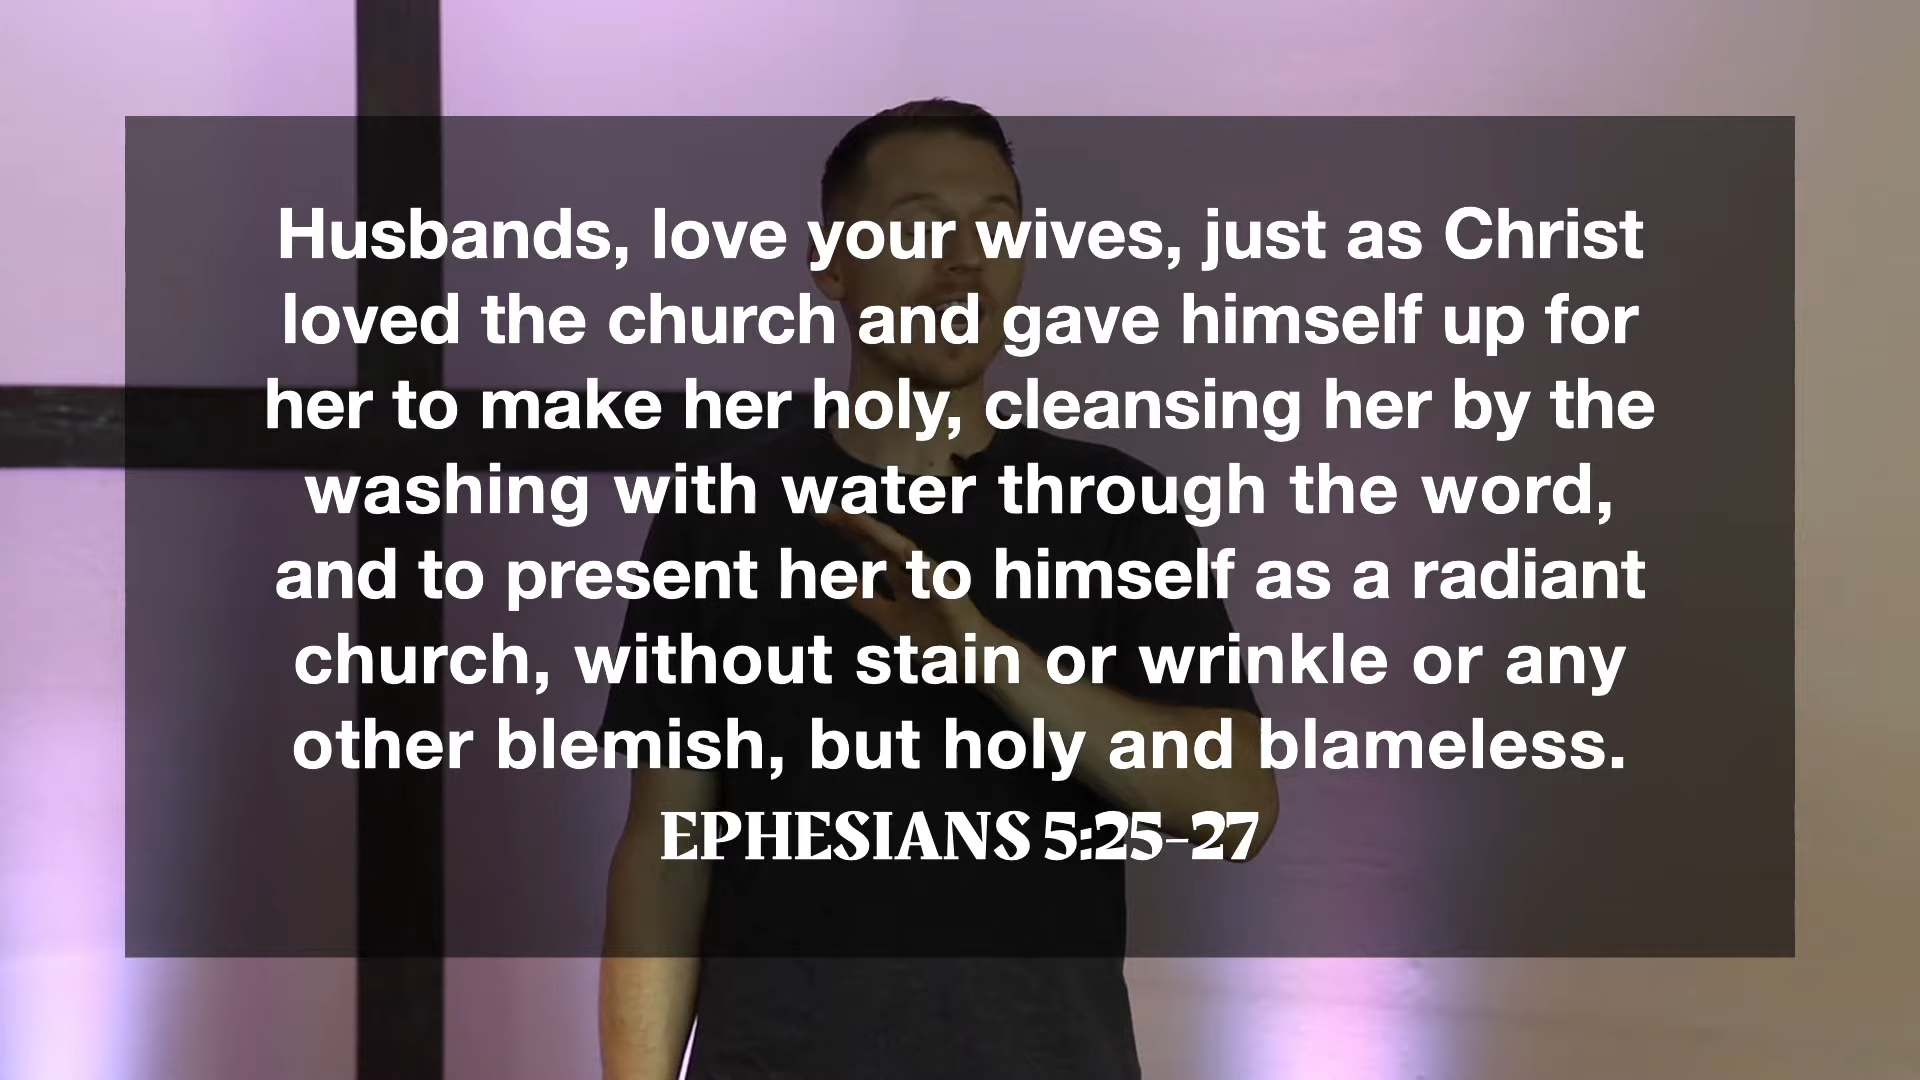 Husbands, love your wives, just as Christ
loved the church and gave himself up for
her to make her holy, cleansing her by the
washing with water through the word,
and to present her to himself as a radiant
church, without stain or wrinkle or any
other blemish, but holy and blameless.
EPHESIANS 5:25-27